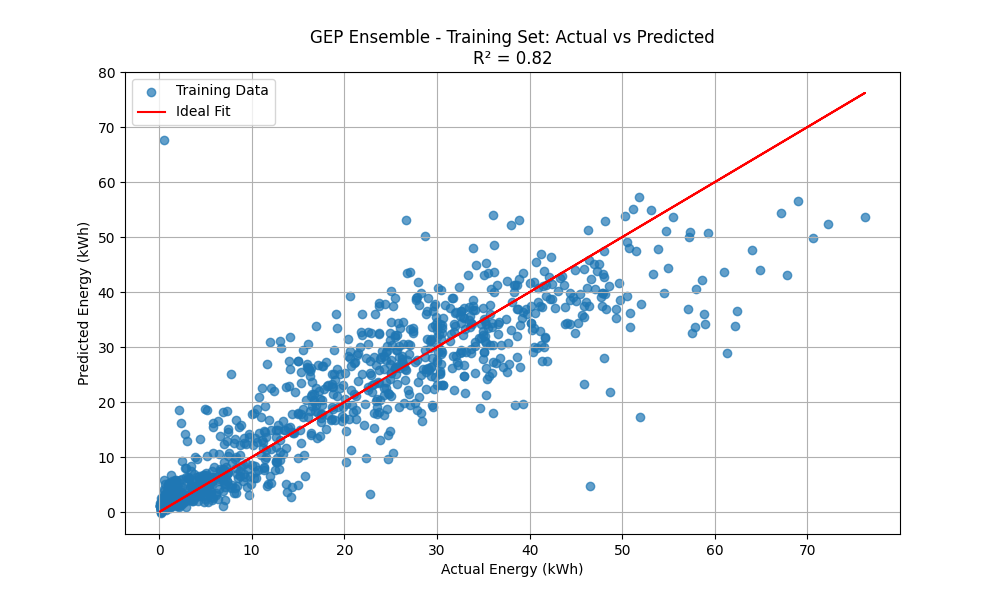 GEP Ensemble - Training Set: Actual vs Predicted
R² = 0.82
Training Data
Ideal Fit
Predicted Energy (kWh)
80
70
60
50
40
30
20
10
0
0 10 20 30 40 50 60 70
Actual Energy (kWh)